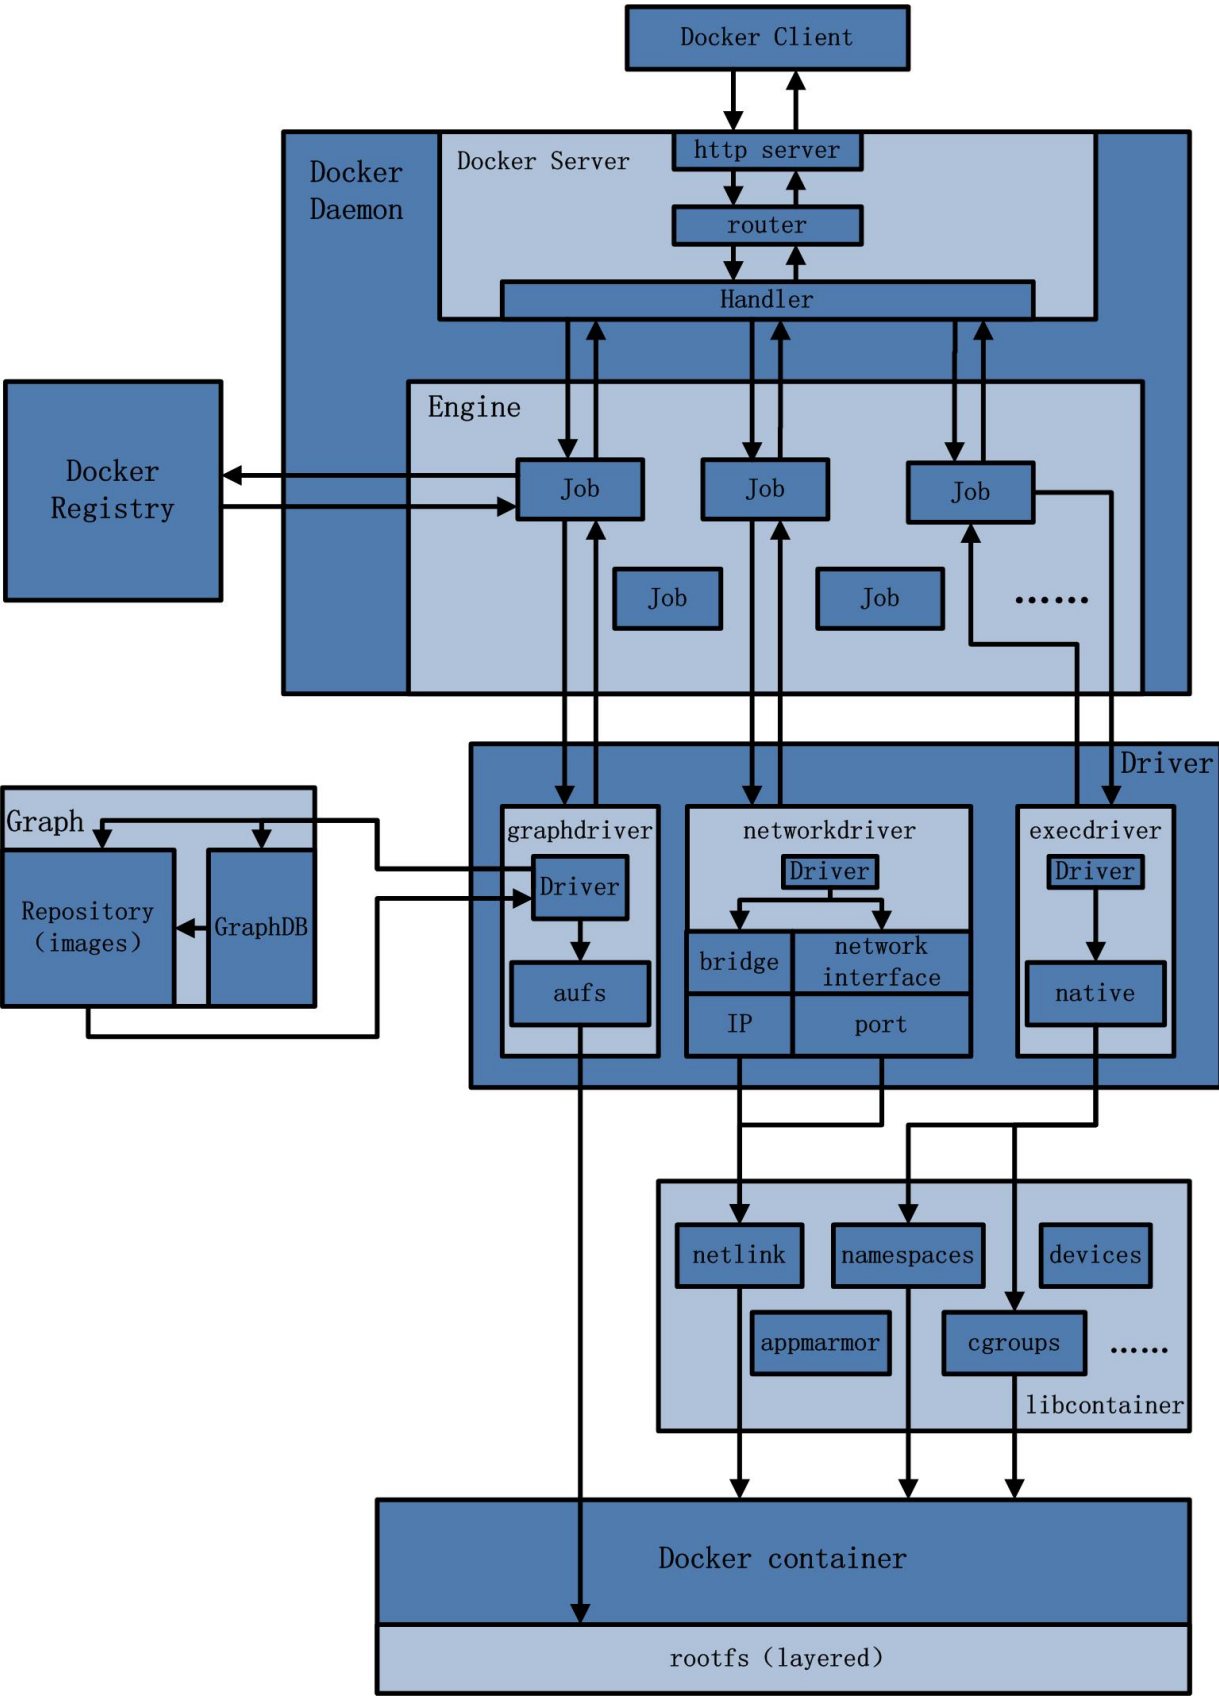 Docker Client
http server
Docker Server
Docker
Daemon
router
Handler
Engine
Docker
Registry
Job
Job
Job
Job
Job
......
Driver
Graph
graphdriver
networkdriver
execdriver
Driver
Driver
Driver
Repository
（images）
GraphDB
bridge
network
interface
aufs
native
IP
port
netlink
namespaces
devices
appmarmor
cgroups
......
libcontainer
Docker container
rootfs（layered）